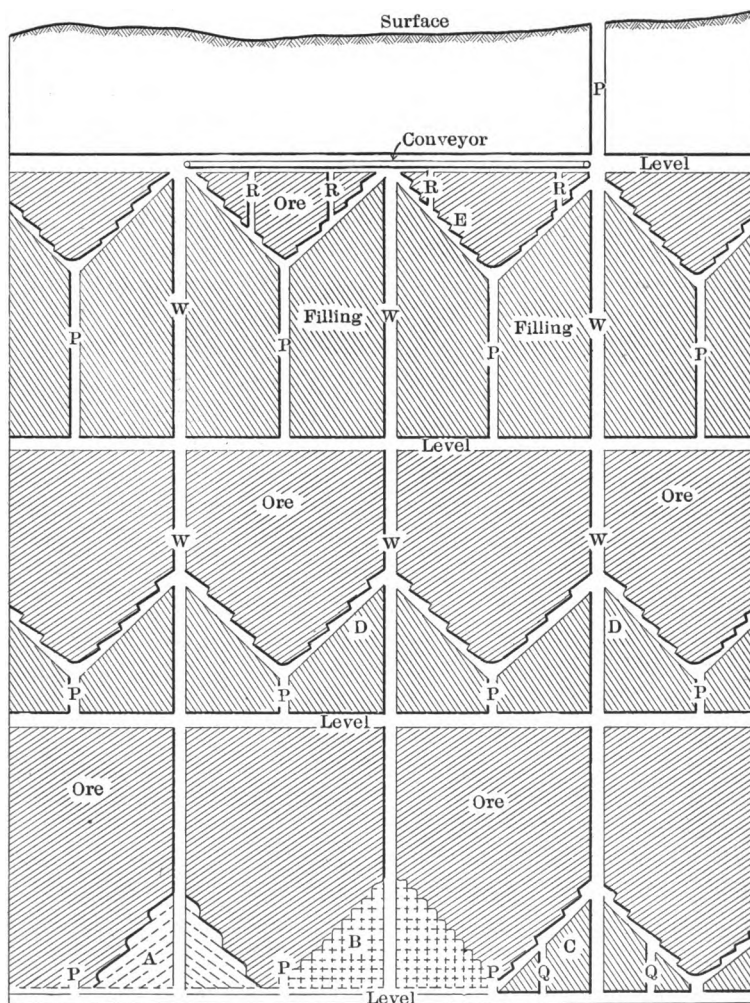 Surface
P
Conveyor
Level
R R R R
Ore E
W Filling W Filling W
P P P P
Level
Ore Ore
W W W
D D
P P P P
Level
Ore Ore
A B C
P P P Q Q
Level